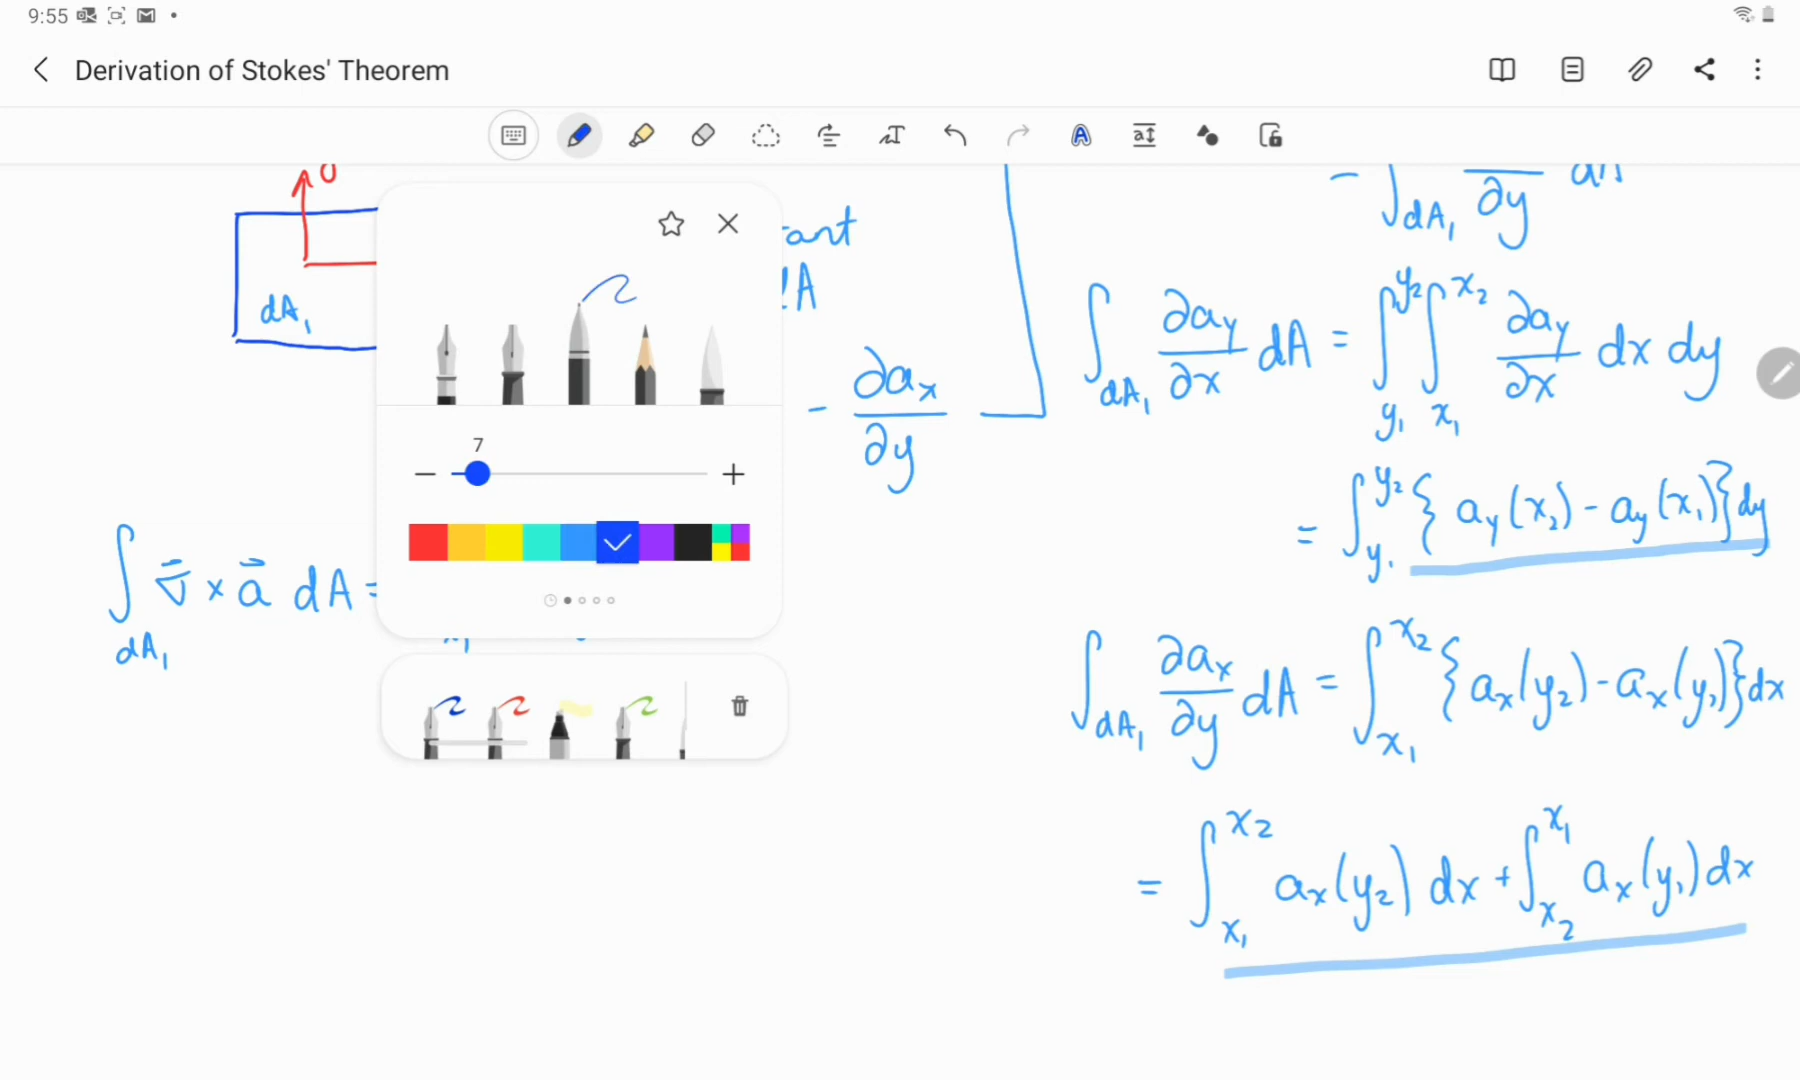 9:55
Derivation of Stokes' Theorem
dA₁
ant
A
- ∂aₓ/∂y
7
∫_{dA₁} ∇⃗ × a⃗ dA =
x₁
- ∫_{dA₁} ∂y dA
∫_{dA₁} ∂a_y/∂x dA = ∫_{y₁}^{y₂} ∫_{x₁}^{x₂} ∂a_y/∂x dx dy
= ∫_{y₁}^{y₂} { a_y(x₂) - a_y(x₁) } dy
∫_{dA₁} ∂aₓ/∂y dA = ∫_{x₁}^{x₂} { aₓ(y₂) - aₓ(y₁) } dx
= ∫_{x₁}^{x₂} aₓ(y₂) dx + ∫_{x₂}^{x₁} aₓ(y₁) dx